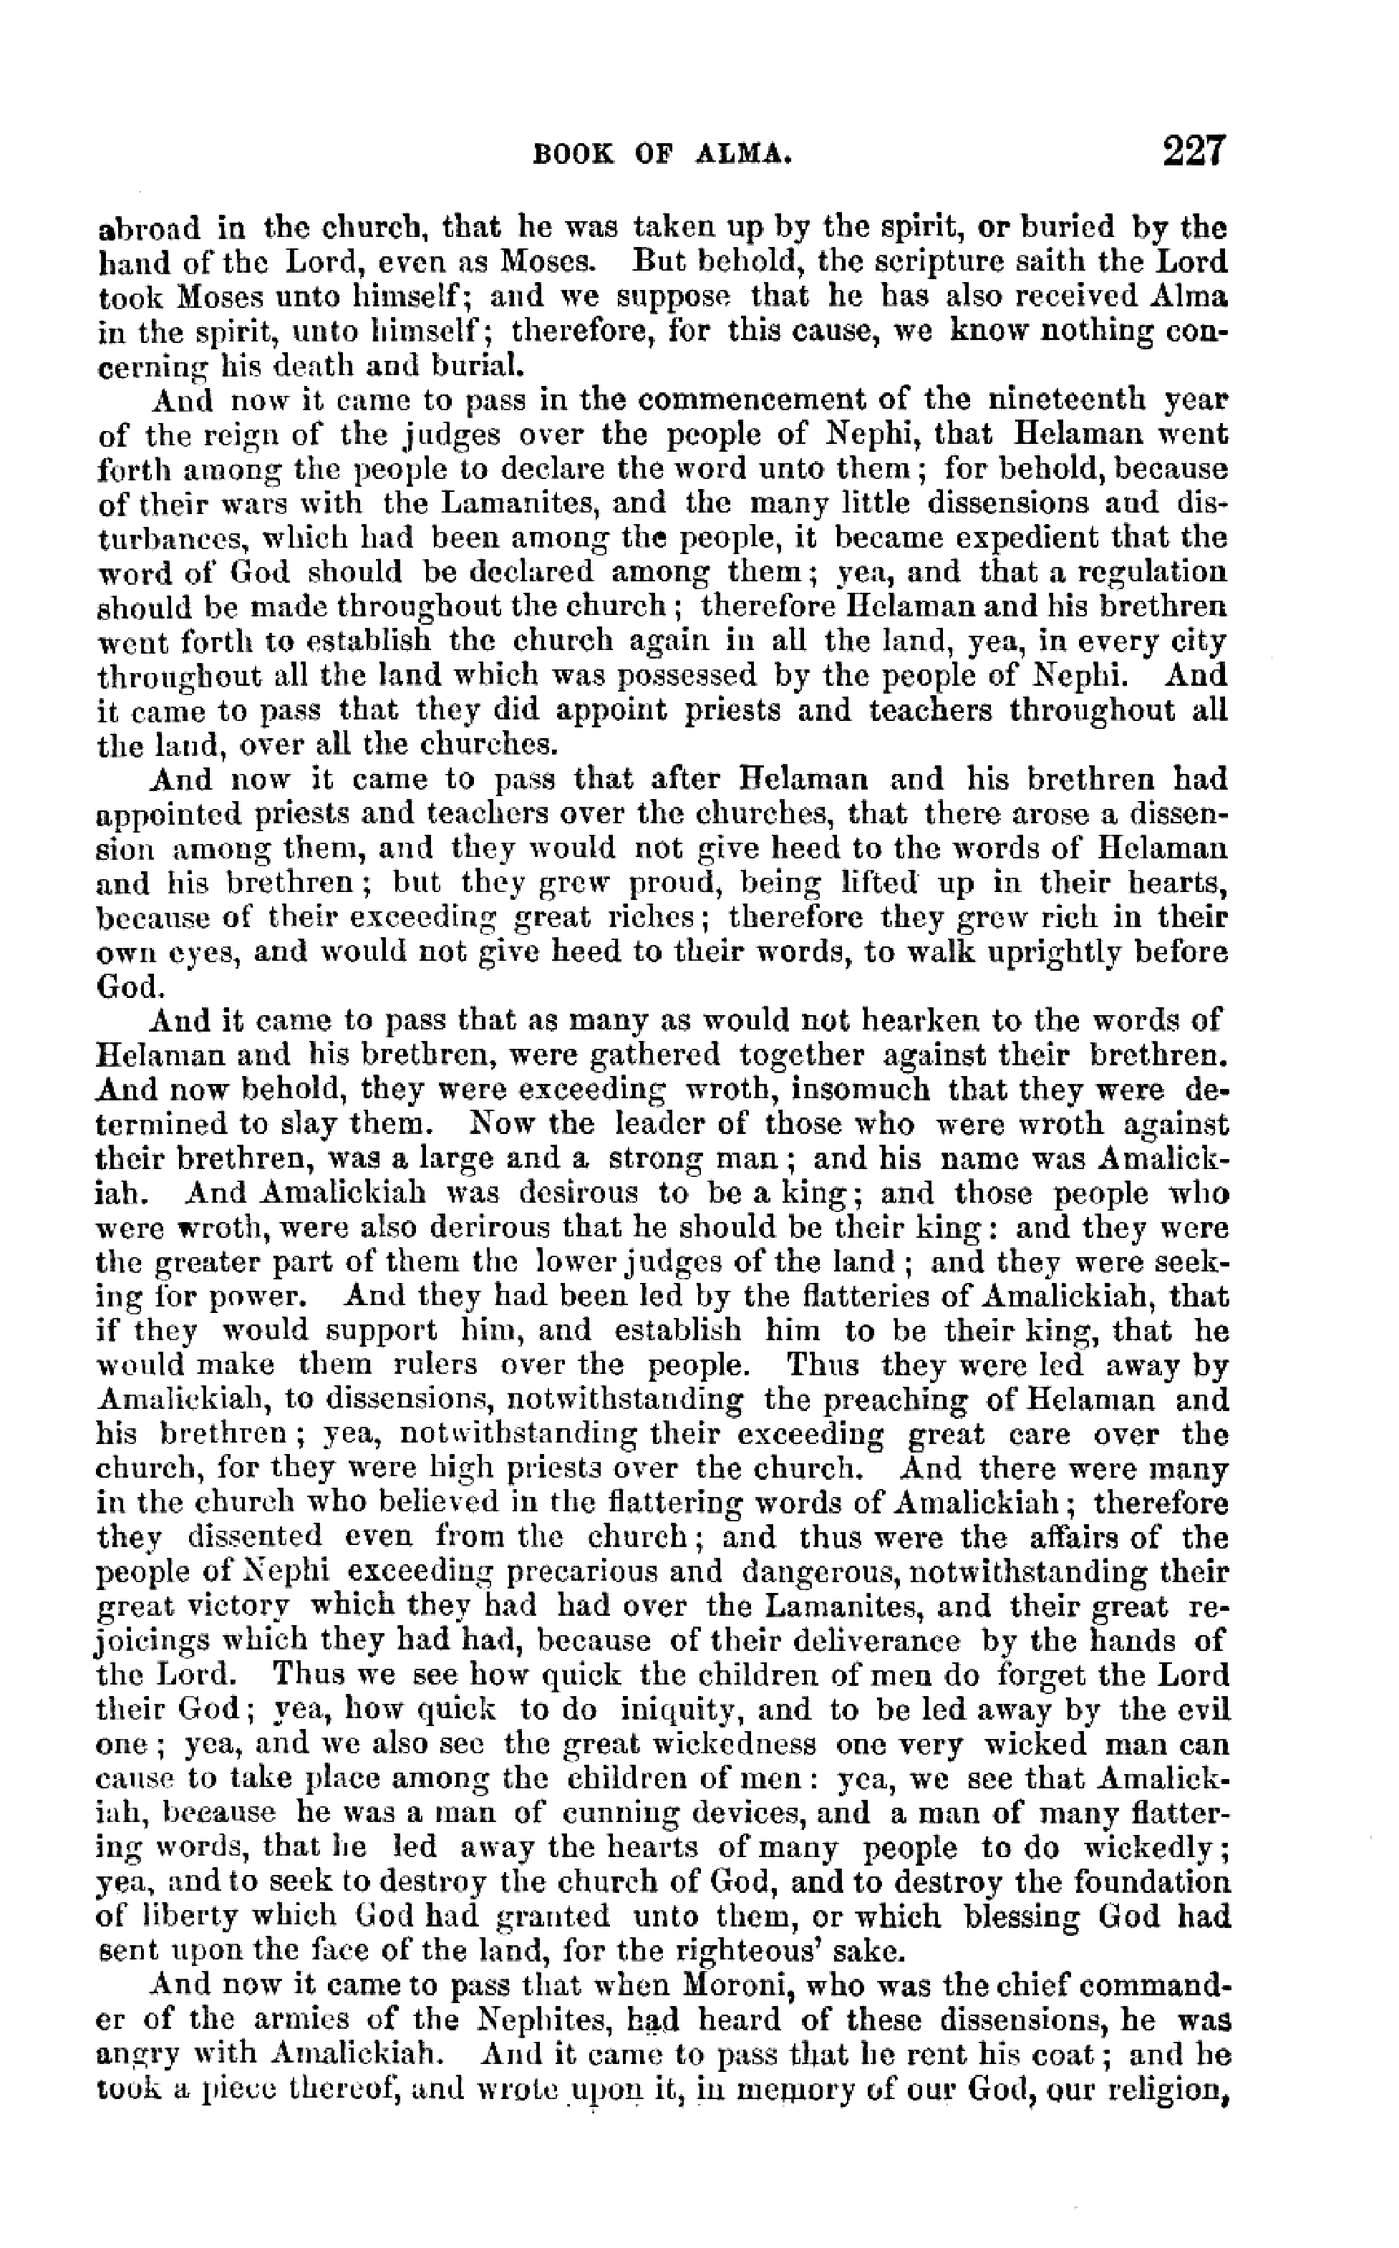 BOOK OF ALMA. 227
abroad in the church, that he was taken up by the spirit, or buried by the
hand of the Lord, even as Moses. But behold, the scripture saith the Lord
took Moses unto himself; and we suppose that he has also received Alma
in the spirit, unto himself; therefore, for this cause, we know nothing con-
cerning his death and burial.
And now it came to pass in the commencement of the nineteenth year
of the reign of the judges over the people of Nephi, that Helaman went
forth among the people to declare the word unto them; for behold, because
of their wars with the Lamanites, and the many little dissensions and dis-
turbances, which had been among the people, it became expedient that the
word of God should be declared among them; yea, and that a regulation
should be made throughout the church; therefore Helaman and his brethren
went forth to establish the church again in all the land, yea, in every city
throughout all the land which was possessed by the people of Nephi. And
it came to pass that they did appoint priests and teachers throughout all
the land, over all the churches.
And now it came to pass that after Helaman and his brethren had
appointed priests and teachers over the churches, that there arose a dissen-
sion among them, and they would not give heed to the words of Helaman
and his brethren; but they grew proud, being lifted up in their hearts,
because of their exceeding great riches; therefore they grew rich in their
own eyes, and would not give heed to their words, to walk uprightly before
God.
And it came to pass that as many as would not hearken to the words of
Helaman and his brethren, were gathered together against their brethren.
And now behold, they were exceeding wroth, insomuch that they were de-
termined to slay them. Now the leader of those who were wroth against
their brethren, was a large and a strong man; and his name was Amalick-
iah. And Amalickiah was desirous to be a king; and those people who
were wroth, were also derirous that he should be their king: and they were
the greater part of them the lower judges of the land; and they were seek-
ing for power. And they had been led by the flatteries of Amalickiah, that
if they would support him, and establish him to be their king, that he
would make them rulers over the people. Thus they were led away by
Amalickiah, to dissensions, notwithstanding the preaching of Helaman and
his brethren; yea, notwithstanding their exceeding great care over the
church, for they were high priests over the church. And there were many
in the church who believed in the flattering words of Amalickiah; therefore
they dissented even from the church; and thus were the affairs of the
people of Nephi exceeding precarious and dangerous, notwithstanding their
great victory which they had had over the Lamanites, and their great re-
joicings which they had had, because of their deliverance by the hands of
the Lord. Thus we see how quick the children of men do forget the Lord
their God; yea, how quick to do iniquity, and to be led away by the evil
one; yea, and we also see the great wickedness one very wicked man can
cause to take place among the children of men: yea, we see that Amalick-
iah, because he was a man of cunning devices, and a man of many flatter-
ing words, that he led away the hearts of many people to do wickedly;
yea, and to seek to destroy the church of God, and to destroy the foundation
of liberty which God had granted unto them, or which blessing God had
sent upon the face of the land, for the righteous' sake.
And now it came to pass that when Moroni, who was the chief command-
er of the armies of the Nephites, had heard of these dissensions, he was
angry with Amalickiah. And it came to pass that he rent his coat; and he
took a piece thereof, and wrote upon it, in memory of our God, our religion,